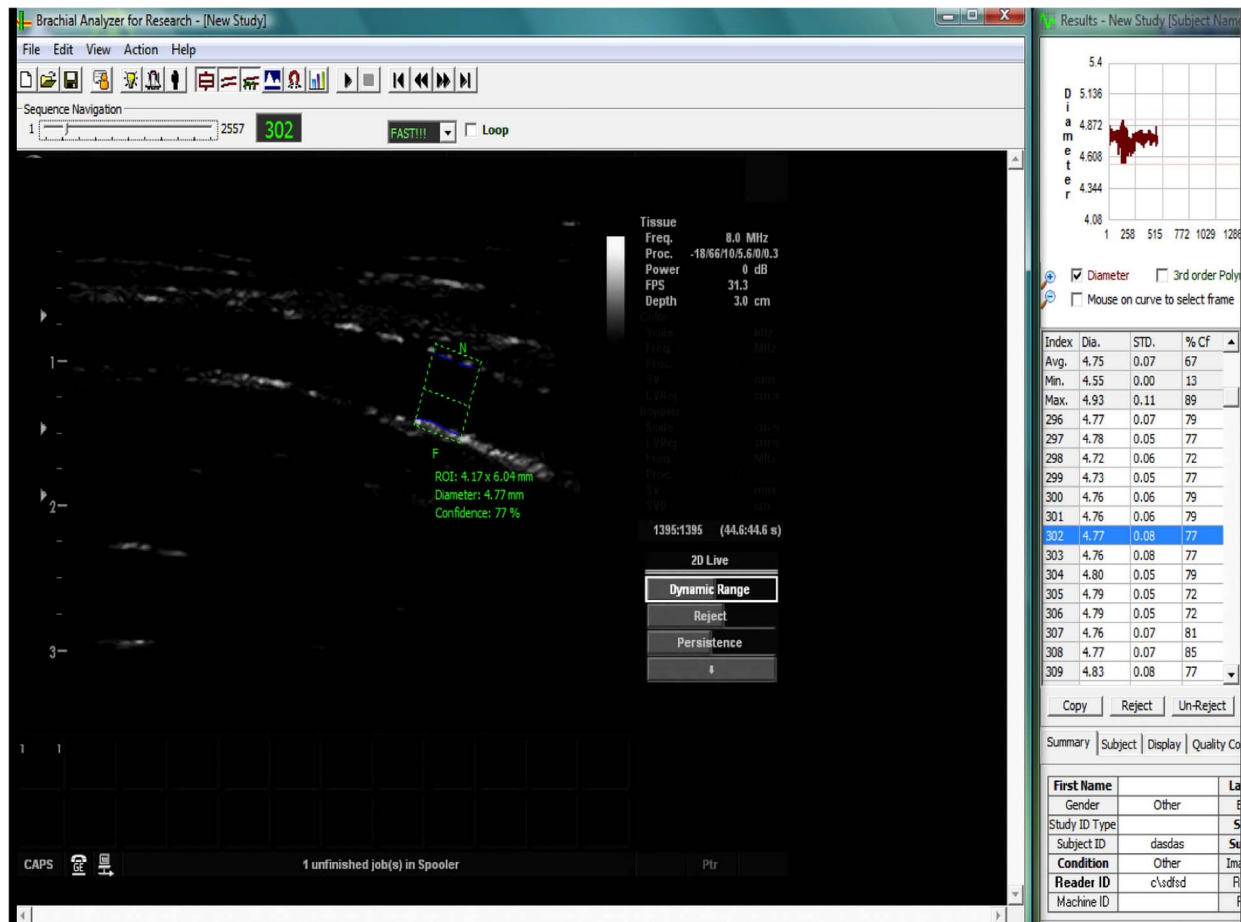 Brachial Analyzer for Research - [New Study]
File Edit View Action Help
Sequence Navigation
1 2557 302 FAST!!! Loop
Tissue
Freq. 8.0 MHz
Proc. -18/66/10/5.6/0/0.3
Power 0 dB
FPS 31.3
Depth 3.0 cm
1
2
3
N
F
ROI: 4.17 x 6.04 mm
Diameter: 4.77 mm
Confidence: 77 %
1395:1395 (44.6:44.6 s)
2D Live
Dynamic Range
Reject
Persistence
1 1
CAPS GE 1 unfinished job(s) in Spooler Ptr
Results - New Study [Subject Name
Diameter
5.4
5.136
4.872
4.608
4.344
4.08
1 258 515 772 1029 1286
Diameter 3rd order Poly
Mouse on curve to select frame
Index Dia. STD. % Cf
Avg. 4.75 0.07 67
Min. 4.55 0.00 13
Max. 4.93 0.11 89
296 4.77 0.07 79
297 4.78 0.05 77
298 4.72 0.06 72
299 4.73 0.05 77
300 4.76 0.06 79
301 4.76 0.06 79
302 4.77 0.08 77
303 4.76 0.08 77
304 4.80 0.05 79
305 4.79 0.05 72
306 4.79 0.05 72
307 4.76 0.07 81
308 4.77 0.07 85
309 4.83 0.08 77
Copy Reject Un-Reject
Summary Subject Display Quality Co
First Name La
Gender Other
Study ID Type S
Subject ID dasdas Su
Condition Other Ima
Reader ID c\sdfsd
Machine ID